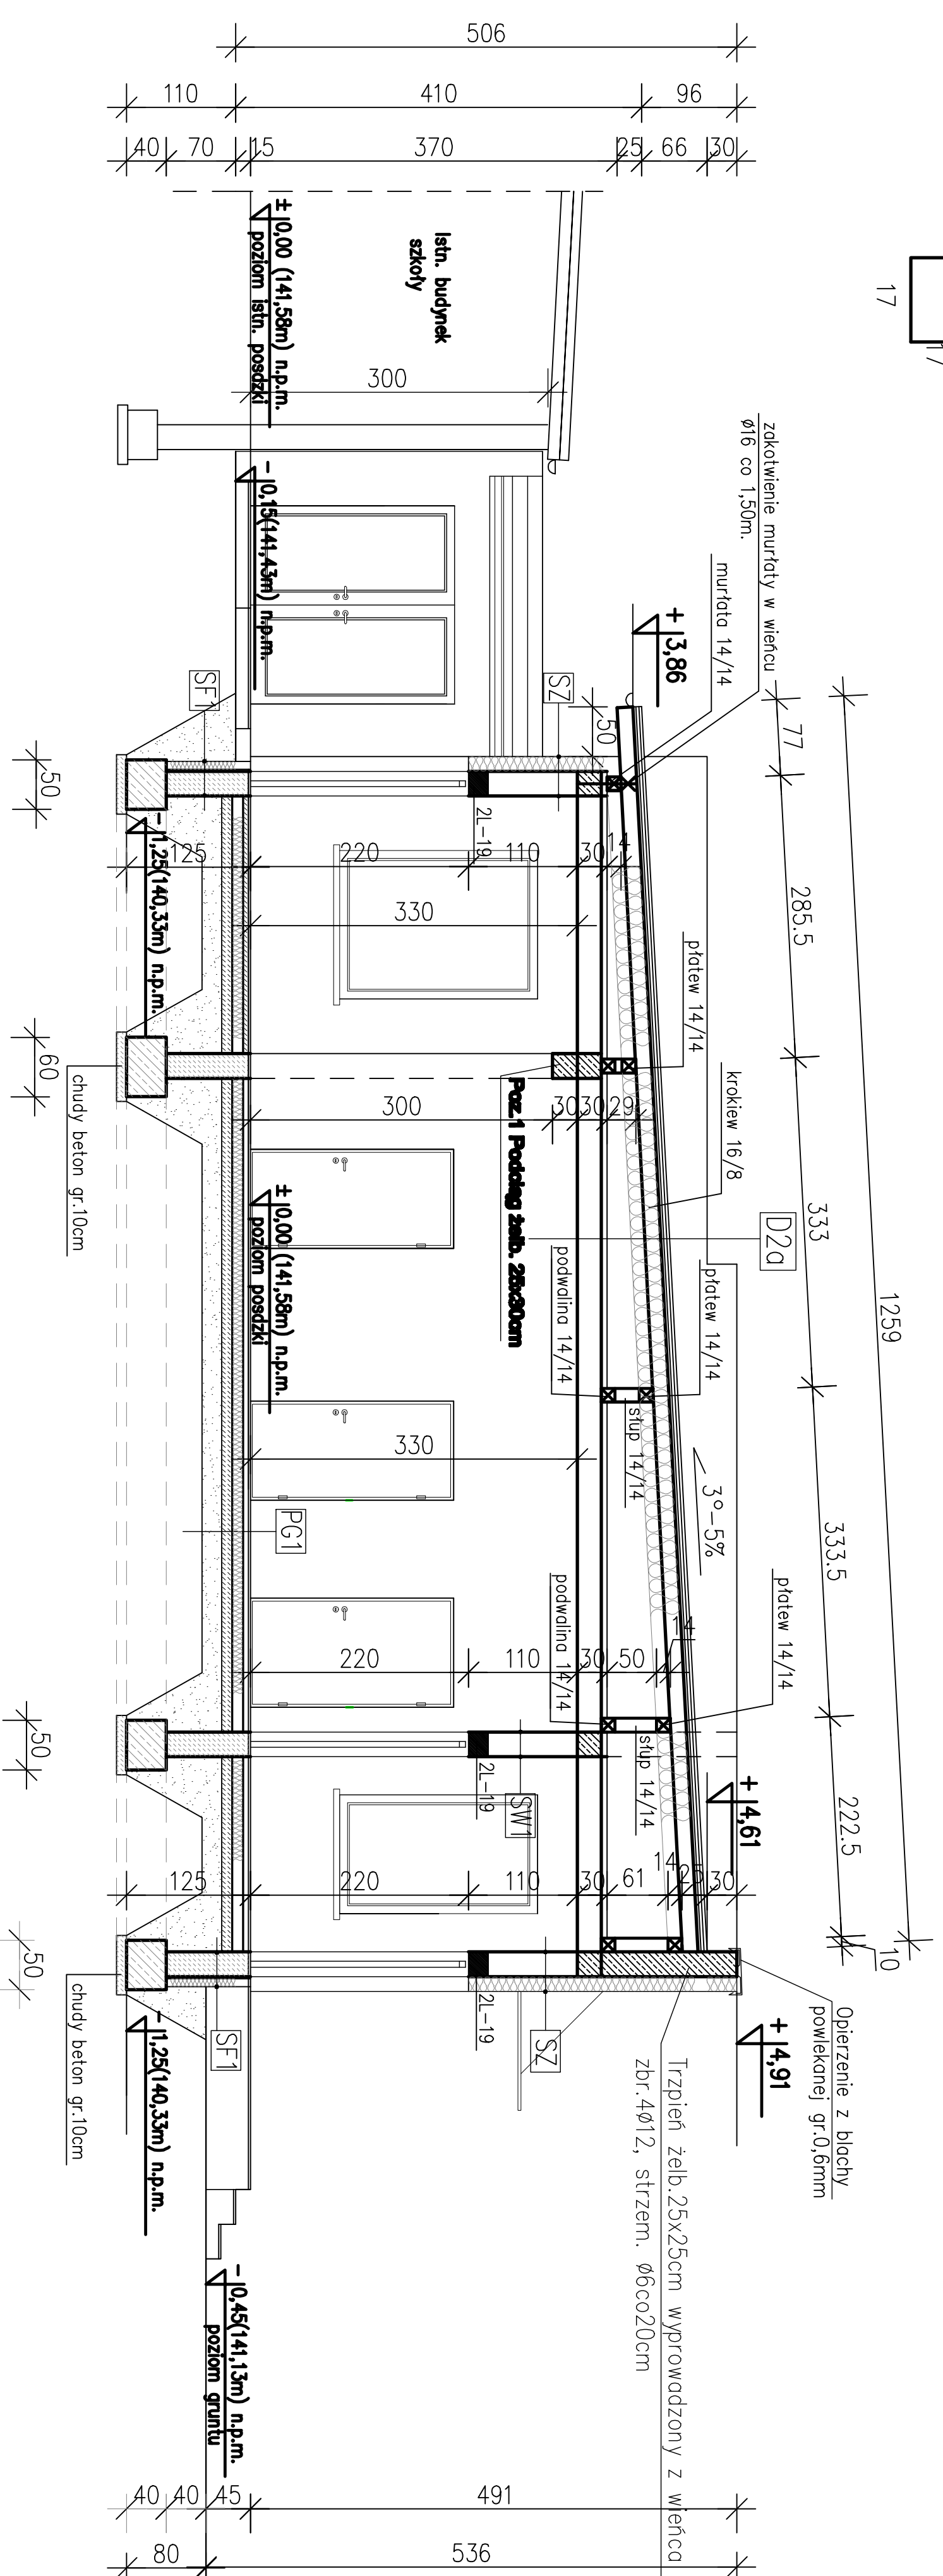 506
110
410
96
40
70
15
370
25
66
30
17
17
Istn. budynek
szkoły
± 0,00 (141,58m) n.p.m.
poziom istn. posdzki
300
zakotwienie murłaty w wieńcu
ø16 co 1,50m.
murłata 14/14
- 0,15(141,43m) n.p.m.
+ 3,86
SF1
SZ
50
77
50
2L-19
125
220
110
30
14
- 1,25(140,33m) n.p.m.
330
285.5
płatew 14/14
60
chudy beton gr.10cm
300
30
30
29
krokiew 16/8
Poz.1 Podciąg żelb. 25x30cm
333
D2a
± 0,00 (141,58m) n.p.m.
poziom posdzki
podwalina 14/14
płatew 14/14
1259
słup 14/14
330
3°-5%
PG1
333.5
podwalina 14/14
płatew 14/14
220
110
30
50
14
50
słup 14/14
2L-19
SW1
+ 4,61
222.5
125
220
110
30
61
14
25
30
10
50
chudy beton gr.10cm
- 1,25(140,33m) n.p.m.
SF1
2L-19
SZ
+ 4,91
Opierzenie z blachy
powlekanej gr.0,6mm
Trzpień żelb.25x25cm wyprowadzony z wieńca
zbr.4ø12, strzem. ø6co20cm
- 0,45(141,13m) n.p.m.
poziom gruntu
40
40
45
491
80
536